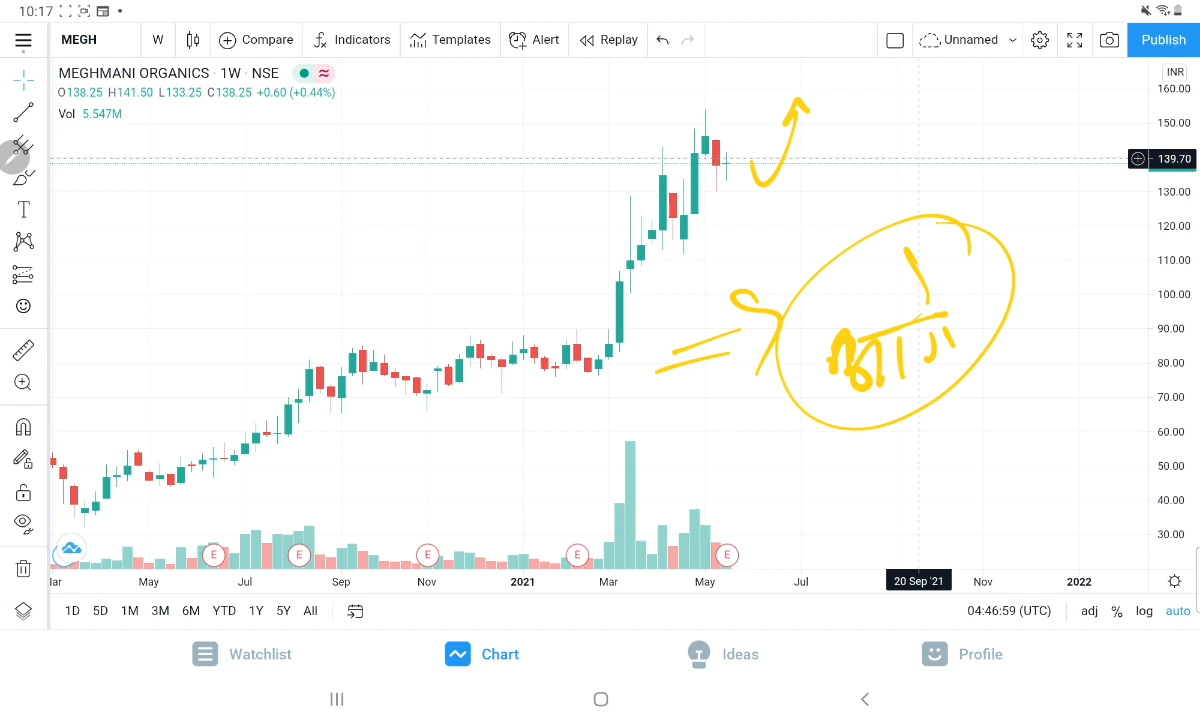 10:17
MEGH W Compare Indicators Templates Alert Replay Unnamed Publish
MEGHMANI ORGANICS · 1W · NSE
O138.25 H141.50 L133.25 C138.25 +0.60 (+0.44%)
Vol 5.547M
INR
160.00
150.00
139.70
130.00
120.00
110.00
100.00
90.00
80.00
70.00
60.00
50.00
40.00
30.00
E E E E E
May Jul Sep Nov 2021 Mar May Jul 20 Sep '21 Nov 2022
1D 5D 1M 3M 6M YTD 1Y 5Y All 04:46:59 (UTC) adj % log auto
Watchlist Chart Ideas Profile